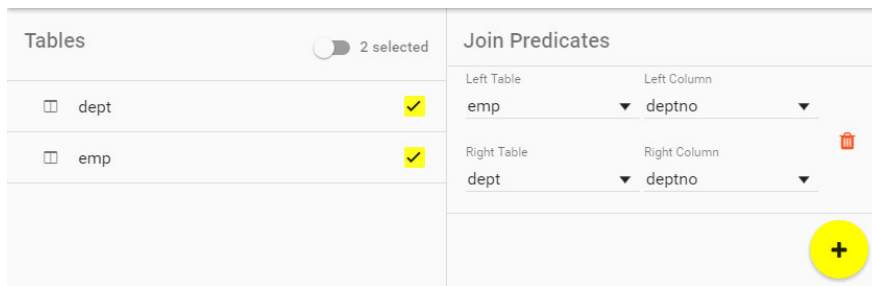 Tables
2 selected
dept
emp
Join Predicates
Left Table
Left Column
emp
deptno
Right Table
Right Column
dept
deptno
+